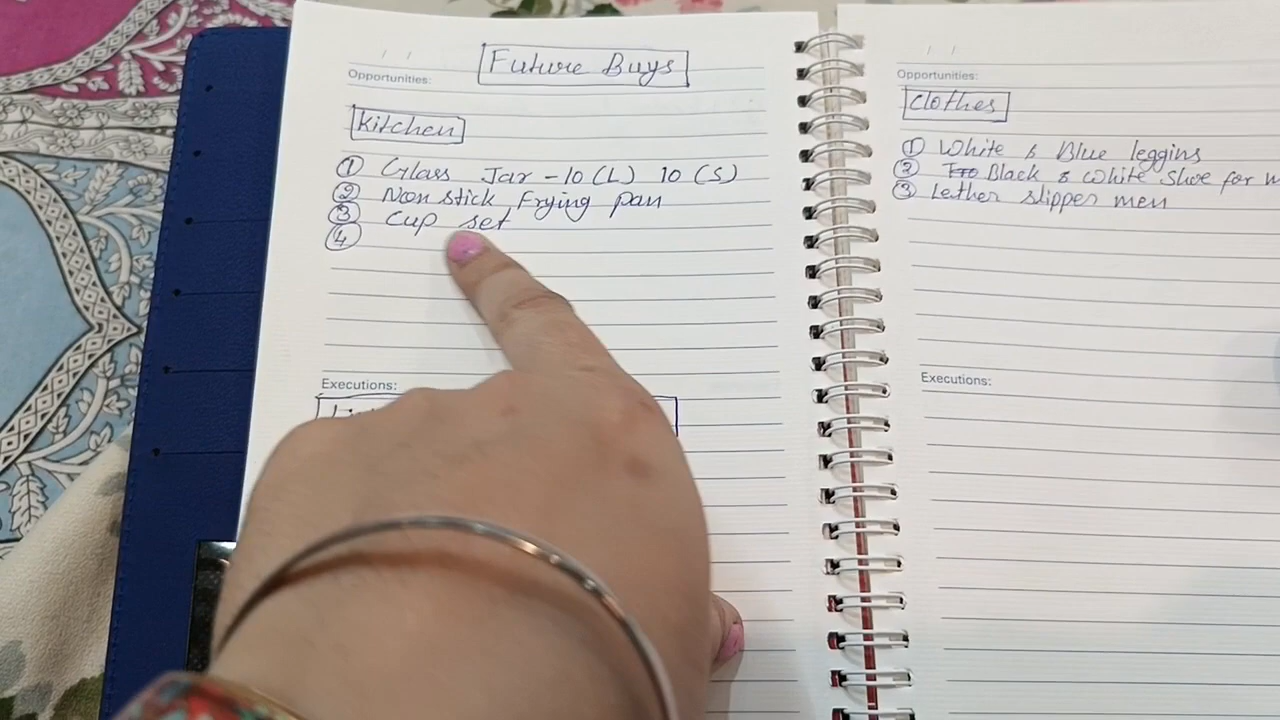 Future Buys
Opportunities:
Kitchen
① Glass Jar - 10 (L) 10 (S)
② Non stick Frying pan
③ Cup set
④
Executions:
Opportunities:
Clothes
① White & Blue leggins
② Black & White Shoe for
③ Lether slipper men
Executions: